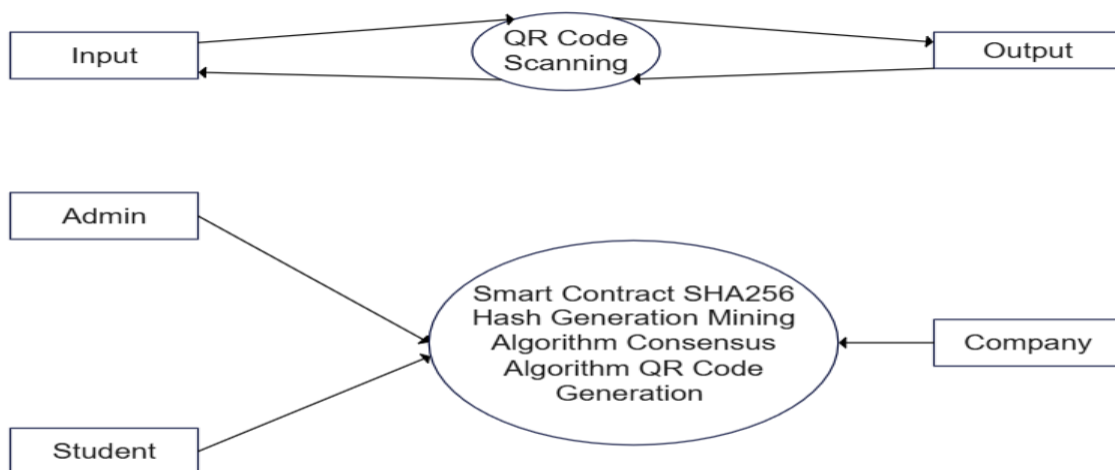 Input
QR Code
Scanning
Output
Admin
Smart Contract SHA256
Hash Generation Mining
Algorithm Consensus
Algorithm QR Code
Generation
Company
Student